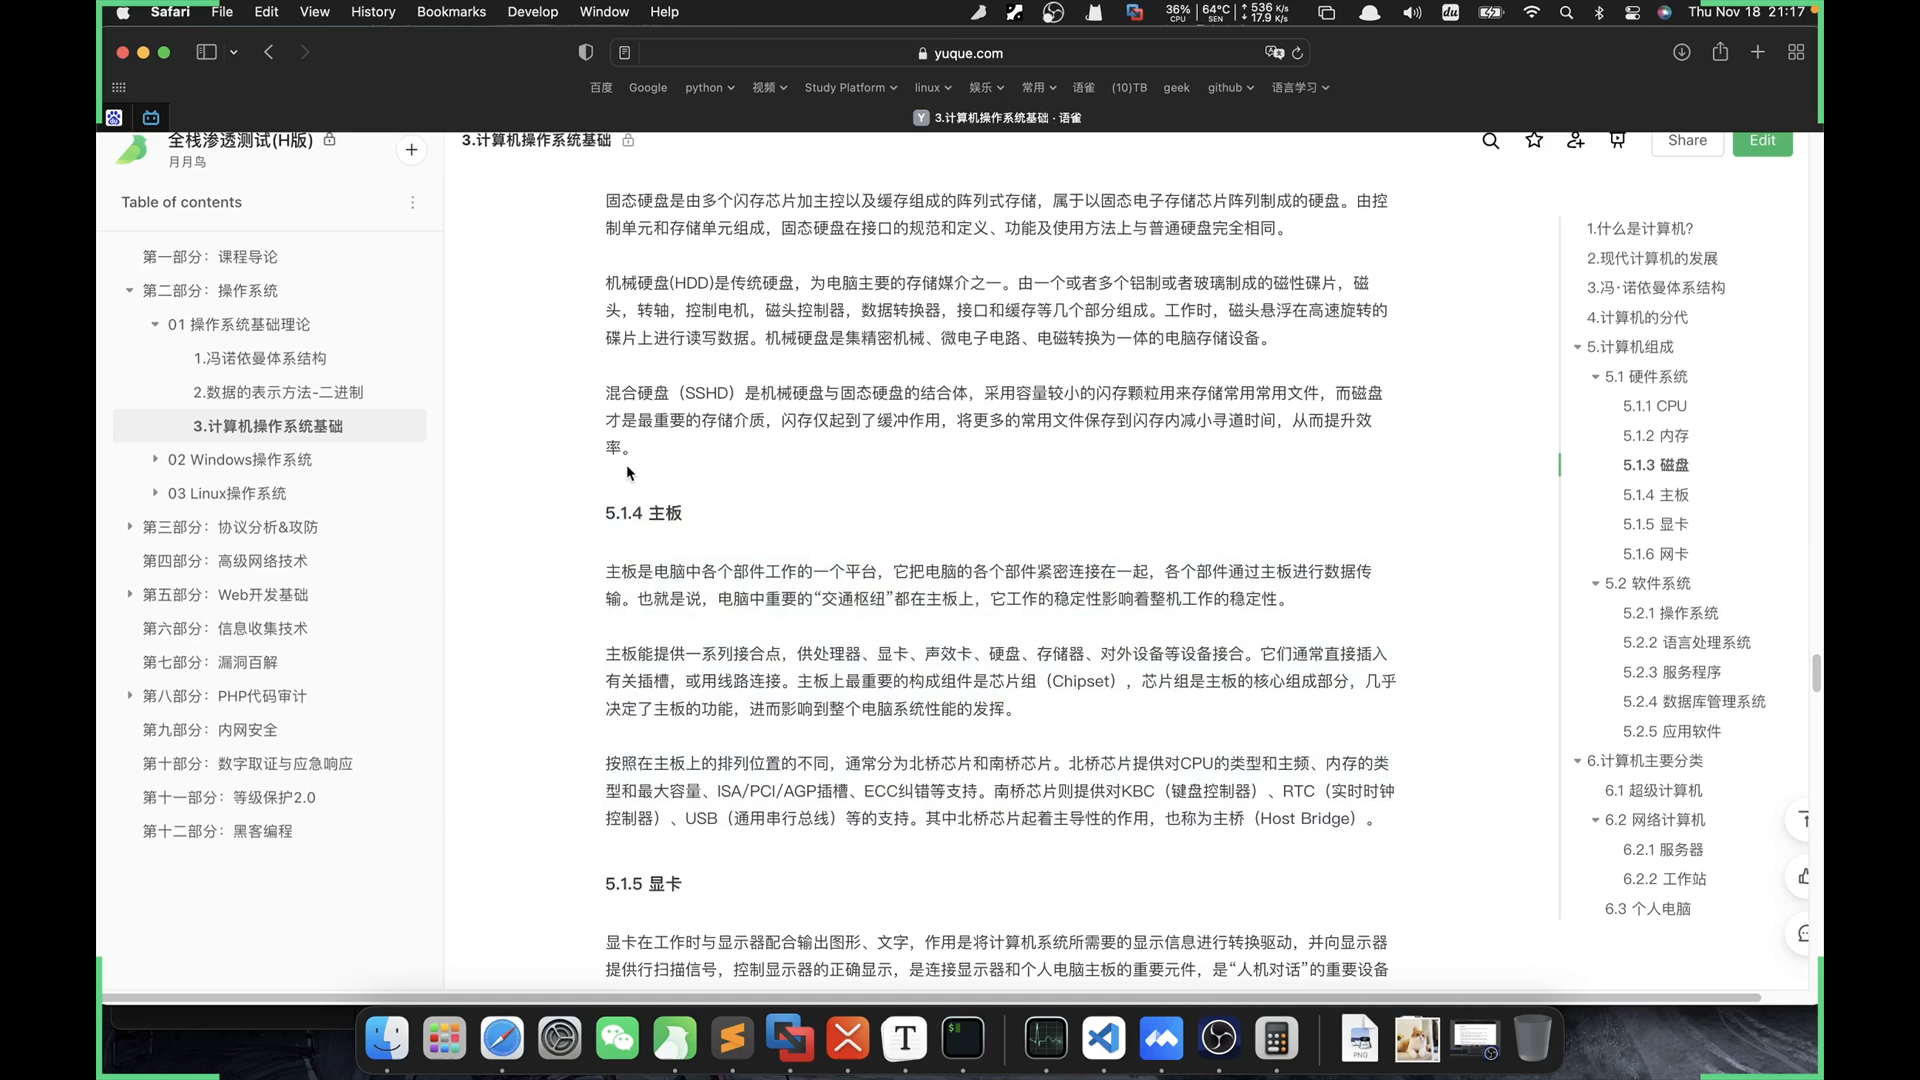 Safari File Edit View History Bookmarks Develop Window Help
36% CPU 64°C SEN 536 K/s 17.9 K/s du Thu Nov 18 21:17
yuque.com
百度 Google python 视频 Study Platform linux 娱乐 常用 语雀 (10)TB geek github 语言学习
Y 3.计算机操作系统基础 · 语雀
全栈渗透测试(H版)
月月鸟
Table of contents
第一部分：课程导论
第二部分：操作系统
01 操作系统基础理论
1.冯诺依曼体系结构
2.数据的表示方法-二进制
3.计算机操作系统基础
02 Windows操作系统
03 Linux操作系统
第三部分：协议分析&攻防
第四部分：高级网络技术
第五部分：Web开发基础
第六部分：信息收集技术
第七部分：漏洞百解
第八部分：PHP代码审计
第九部分：内网安全
第十部分：数字取证与应急响应
第十一部分：等级保护2.0
第十二部分：黑客编程
3.计算机操作系统基础
Share Edit
固态硬盘是由多个闪存芯片加主控以及缓存组成的阵列式存储，属于以固态电子存储芯片阵列制成的硬盘。由控
制单元和存储单元组成，固态硬盘在接口的规范和定义、功能及使用方法上与普通硬盘完全相同。
机械硬盘(HDD)是传统硬盘，为电脑主要的存储媒介之一。由一个或者多个铝制或者玻璃制成的磁性碟片，磁
头，转轴，控制电机，磁头控制器，数据转换器，接口和缓存等几个部分组成。工作时，磁头悬浮在高速旋转的
碟片上进行读写数据。机械硬盘是集精密机械、微电子电路、电磁转换为一体的电脑存储设备。
混合硬盘（SSHD）是机械硬盘与固态硬盘的结合体，采用容量较小的闪存颗粒用来存储常用常用文件，而磁盘
才是最重要的存储介质，闪存仅起到了缓冲作用，将更多的常用文件保存到闪存内减小寻道时间，从而提升效
率。
5.1.4 主板
主板是电脑中各个部件工作的一个平台，它把电脑的各个部件紧密连接在一起，各个部件通过主板进行数据传
输。也就是说，电脑中重要的“交通枢纽”都在主板上，它工作的稳定性影响着整机工作的稳定性。
主板能提供一系列接合点，供处理器、显卡、声效卡、硬盘、存储器、对外设备等设备接合。它们通常直接插入
有关插槽，或用线路连接。主板上最重要的构成组件是芯片组（Chipset），芯片组是主板的核心组成部分，几乎
决定了主板的功能，进而影响到整个电脑系统性能的发挥。
按照在主板上的排列位置的不同，通常分为北桥芯片和南桥芯片。北桥芯片提供对CPU的类型和主频、内存的类
型和最大容量、ISA/PCI/AGP插槽、ECC纠错等支持。南桥芯片则提供对KBC（键盘控制器）、RTC（实时时钟
控制器）、USB（通用串行总线）等的支持。其中北桥芯片起着主导性的作用，也称为主桥（Host Bridge）。
5.1.5 显卡
显卡在工作时与显示器配合输出图形、文字，作用是将计算机系统所需要的显示信息进行转换驱动，并向显示器
提供行扫描信号，控制显示器的正确显示，是连接显示器和个人电脑主板的重要元件，是“人机对话”的重要设备
1.什么是计算机?
2.现代计算机的发展
3.冯·诺依曼体系结构
4.计算机的分代
5.计算机组成
5.1 硬件系统
5.1.1 CPU
5.1.2 内存
5.1.3 磁盘
5.1.4 主板
5.1.5 显卡
5.1.6 网卡
5.2 软件系统
5.2.1 操作系统
5.2.2 语言处理系统
5.2.3 服务程序
5.2.4 数据库管理系统
5.2.5 应用软件
6.计算机主要分类
6.1 超级计算机
6.2 网络计算机
6.2.1 服务器
6.2.2 工作站
6.3 个人电脑
T
$
PNG